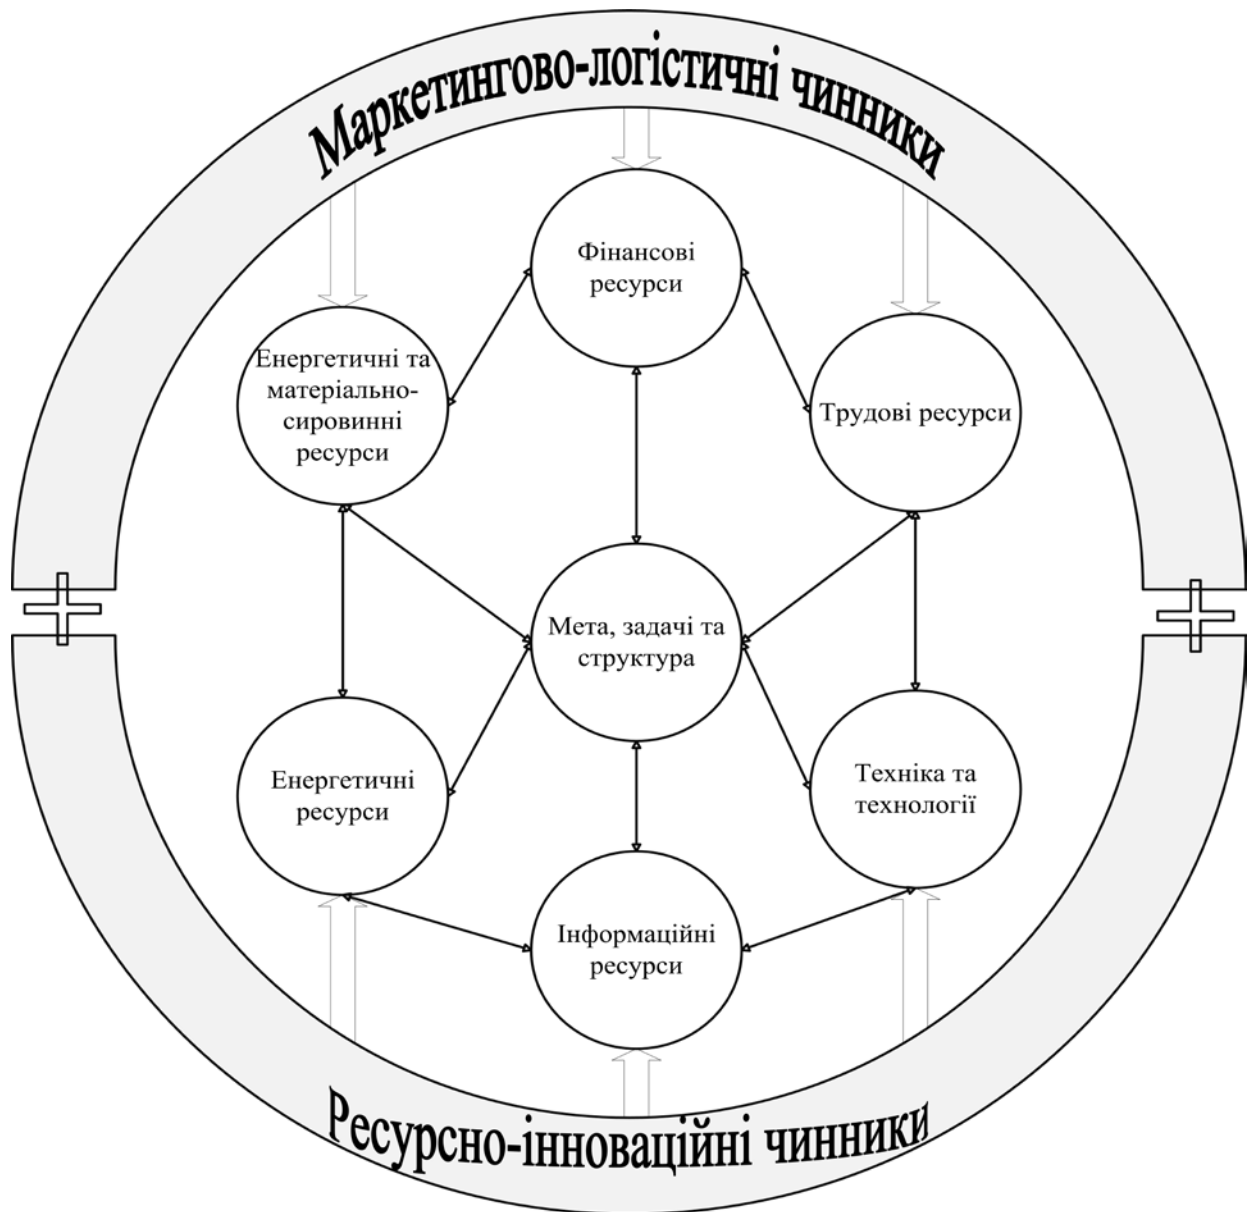 Маркетингово-логістичні чинники
Фінансові
ресурси
Енергетичні та
матеріально-
сировинні
ресурси
Трудові ресурси
Мета, задачі та
структура
Енергетичні
ресурси
Техніка та
технології
Інформаційні
ресурси
Ресурсно-інноваційні чинники